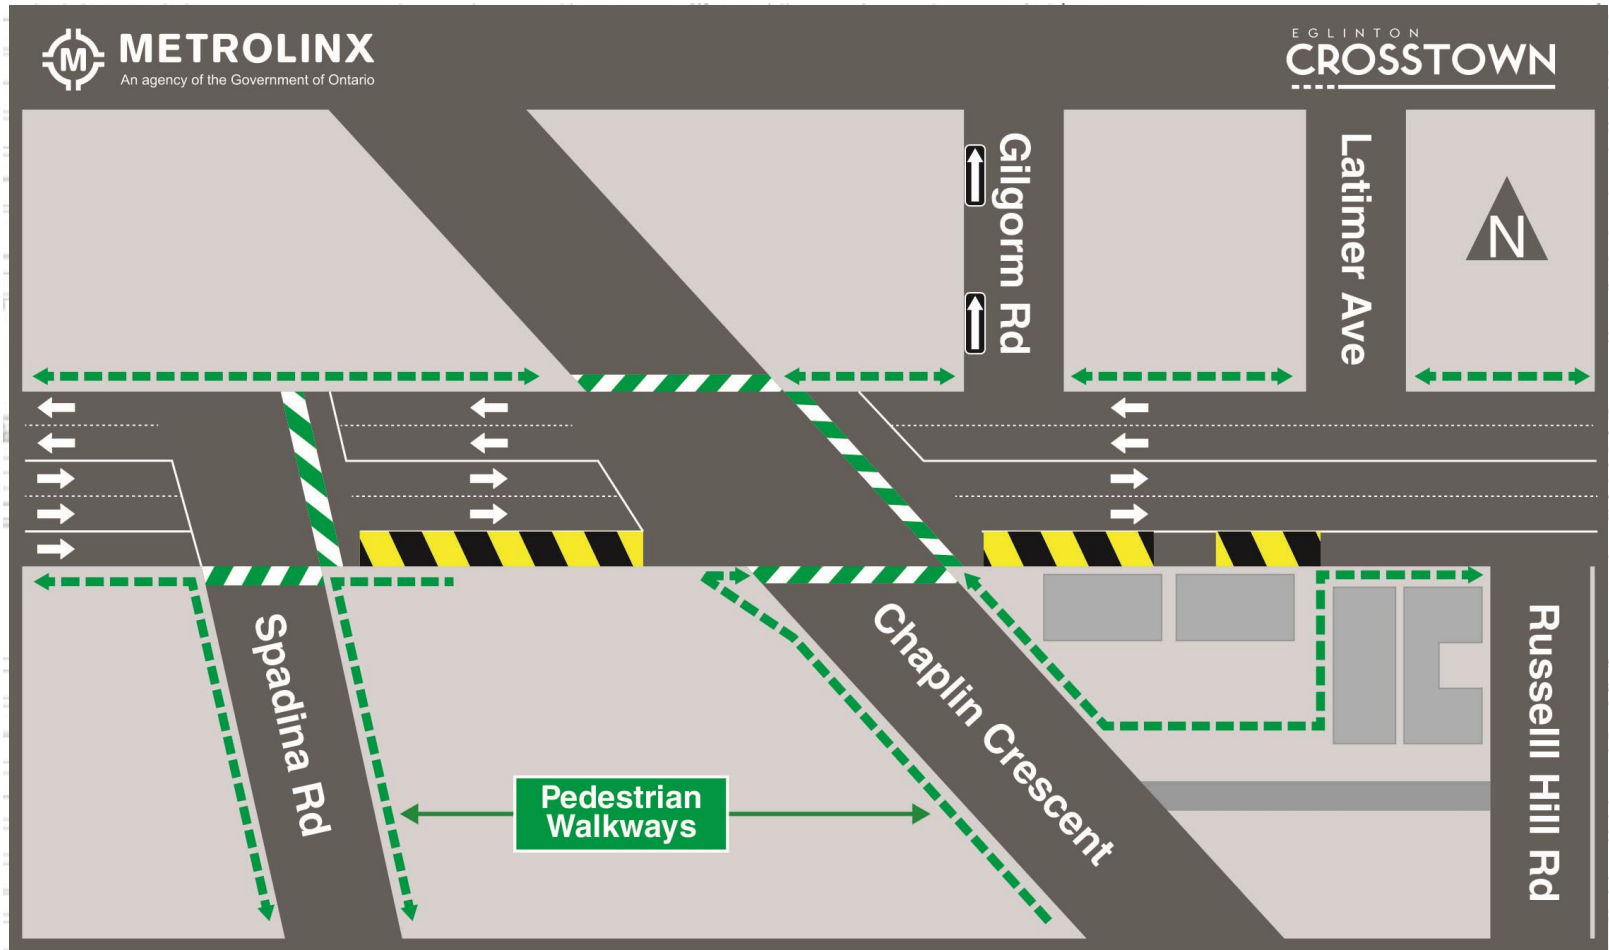 METROLINX
An agency of the Government of Ontario
EGLINTON
CROSSTOWN
Gilgorm Rd
Latimer Ave
N
Spadina Rd
Chaplin Crescent
Russelll Hill Rd
Pedestrian
Walkways